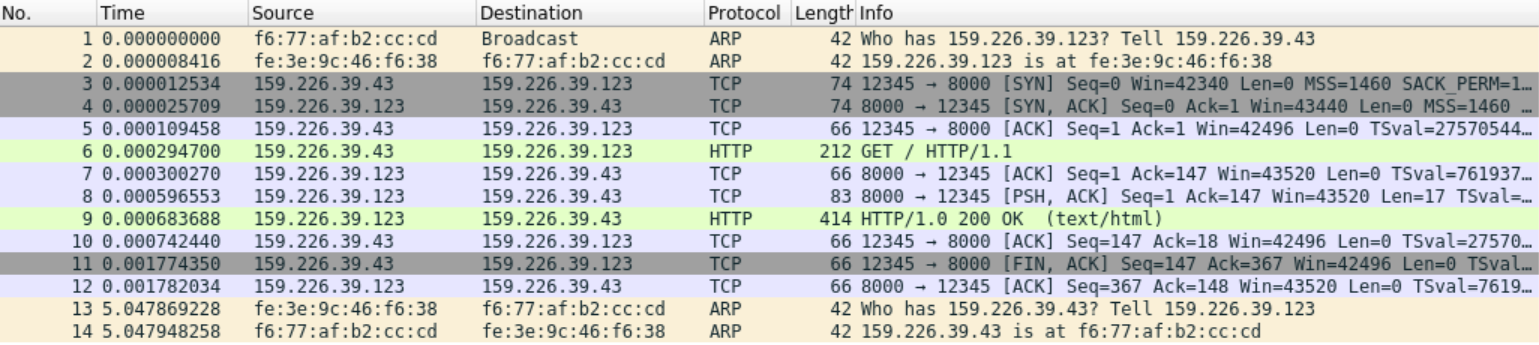 No. Time Source Destination Protocol Length Info
1 0.000000000 f6:77:af:b2:cc:cd Broadcast ARP 42 Who has 159.226.39.123? Tell 159.226.39.43
2 0.000008416 fe:3e:9c:46:f6:38 f6:77:af:b2:cc:cd ARP 42 159.226.39.123 is at fe:3e:9c:46:f6:38
3 0.000012534 159.226.39.43 159.226.39.123 TCP 74 12345 → 8000 [SYN] Seq=0 Win=42340 Len=0 MSS=1460 SACK_PERM=1…
4 0.000025709 159.226.39.123 159.226.39.43 TCP 74 8000 → 12345 [SYN, ACK] Seq=0 Ack=1 Win=43440 Len=0 MSS=1460 …
5 0.000109458 159.226.39.43 159.226.39.123 TCP 66 12345 → 8000 [ACK] Seq=1 Ack=1 Win=42496 Len=0 TSval=27570544…
6 0.000294700 159.226.39.43 159.226.39.123 HTTP 212 GET / HTTP/1.1
7 0.000300270 159.226.39.123 159.226.39.43 TCP 66 8000 → 12345 [ACK] Seq=1 Ack=147 Win=43520 Len=0 TSval=761937…
8 0.000596553 159.226.39.123 159.226.39.43 TCP 83 8000 → 12345 [PSH, ACK] Seq=1 Ack=147 Win=43520 Len=17 TSval=…
9 0.000683688 159.226.39.123 159.226.39.43 HTTP 414 HTTP/1.0 200 OK (text/html)
10 0.000742440 159.226.39.43 159.226.39.123 TCP 66 12345 → 8000 [ACK] Seq=147 Ack=18 Win=42496 Len=0 TSval=27570…
11 0.001774350 159.226.39.43 159.226.39.123 TCP 66 12345 → 8000 [FIN, ACK] Seq=147 Ack=367 Win=42496 Len=0 TSval…
12 0.001782034 159.226.39.123 159.226.39.43 TCP 66 8000 → 12345 [ACK] Seq=367 Ack=148 Win=43520 Len=0 TSval=7619…
13 5.047869228 fe:3e:9c:46:f6:38 f6:77:af:b2:cc:cd ARP 42 Who has 159.226.39.43? Tell 159.226.39.123
14 5.047948258 f6:77:af:b2:cc:cd fe:3e:9c:46:f6:38 ARP 42 159.226.39.43 is at f6:77:af:b2:cc:cd